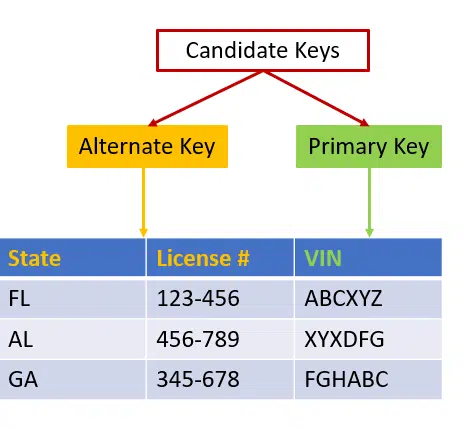 Candidate Keys
Alternate Key Primary Key
State License # VIN
FL 123-456 ABCXYZ
AL 456-789 XYXDFG
GA 345-678 FGHABC